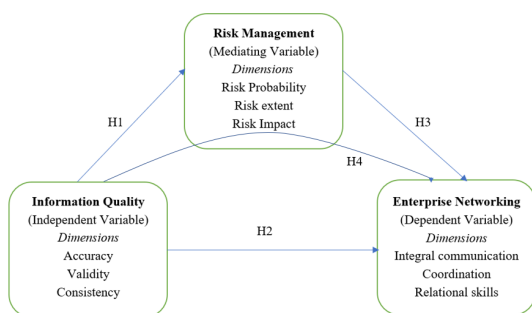 Risk Management
(Mediating Variable)
Dimensions
Risk Probability
Risk extent
Risk Impact
H1
H3
H4
Information Quality
(Independent Variable)
Dimensions
Accuracy
Validity
Consistency
H2
Enterprise Networking
(Dependent Variable)
Dimensions
Integral communication
Coordination
Relational skills